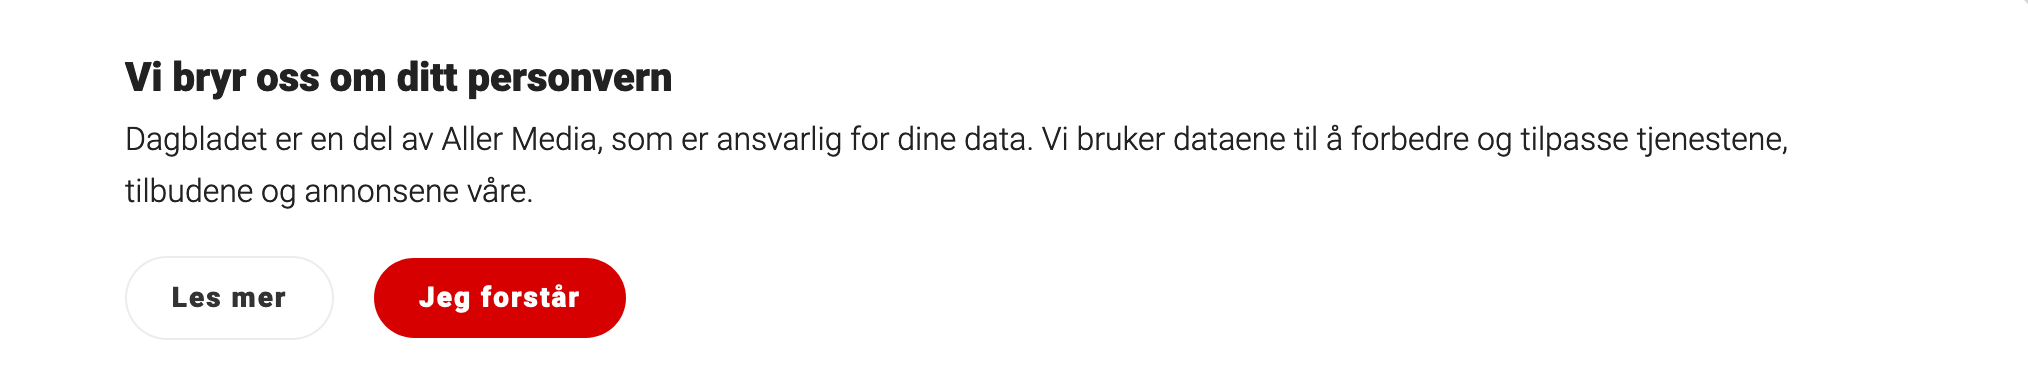 Vi bryr oss om ditt personvern
Dagbladet er en del av Aller Media, som er ansvarlig for dine data. Vi bruker dataene til å forbedre og tilpasse tjenestene,
tilbudene og annonsene våre.
Les mer
Jeg forstår